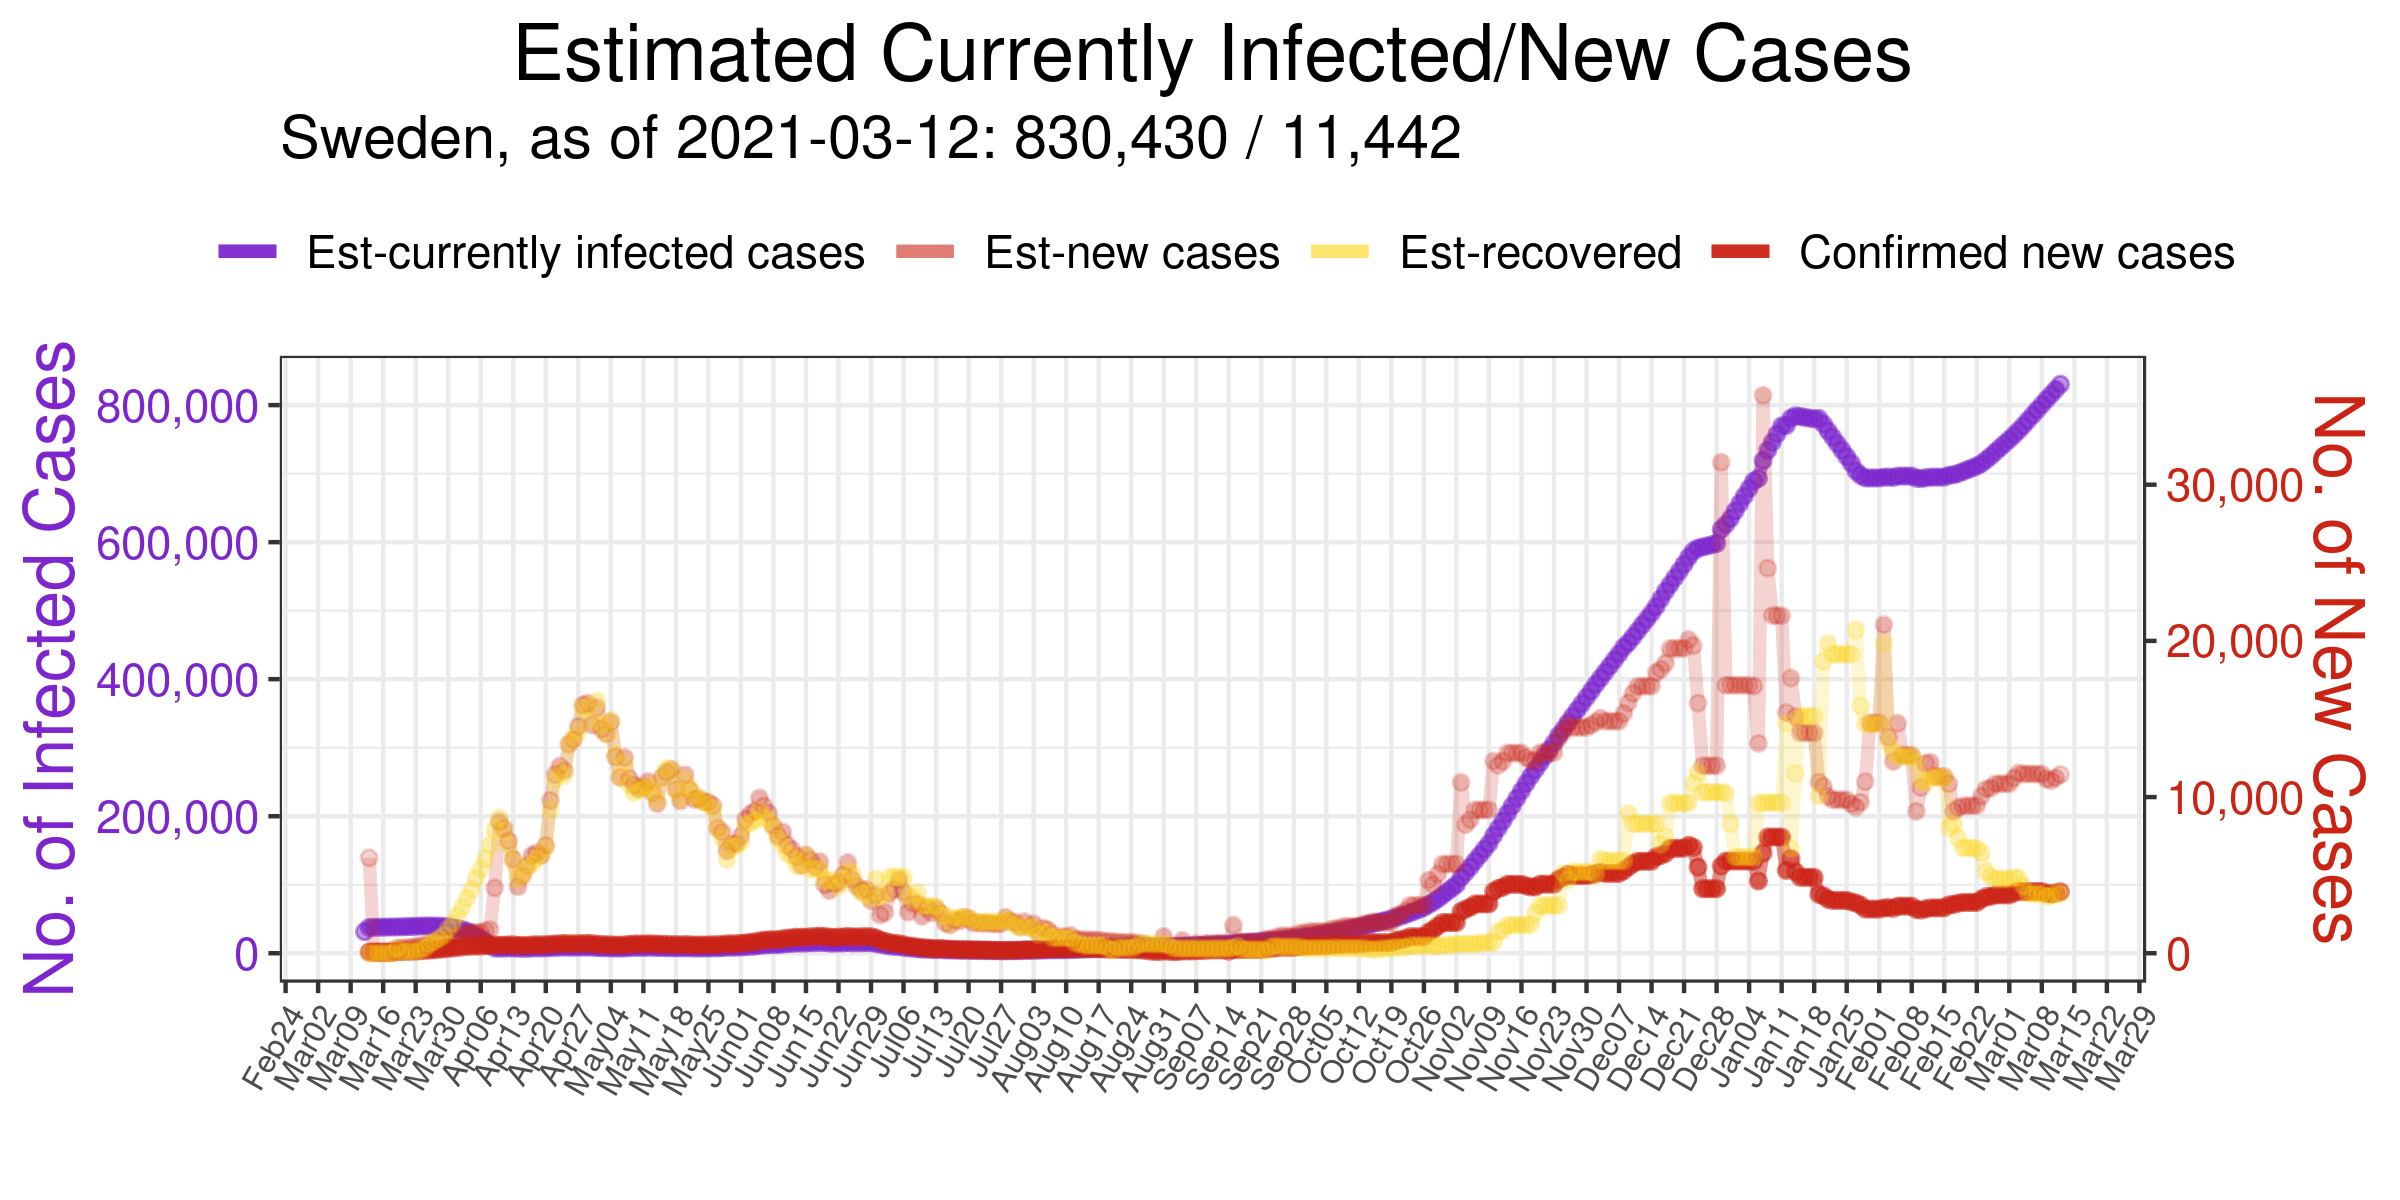 Estimated Currently Infected/New Cases
Sweden, as of 2021-03-12: 830,430 / 11,442
Est-currently infected cases
Est-new cases
Est-recovered
Confirmed new cases
No. of Infected Cases
800,000
600,000
400,000
200,000
0
30,000
20,000
10,000
0
No. of New Cases
Feb24
Mar02
Mar09
Mar16
Mar23
Mar30
Apr06
Apr13
Apr20
Apr27
May04
May11
May18
May25
Jun01
Jun08
Jun15
Jun22
Jun29
Jul06
Jul13
Jul20
Jul27
Aug03
Aug10
Aug17
Aug24
Aug31
Sep07
Sep14
Sep21
Sep28
Oct05
Oct12
Oct19
Oct26
Nov02
Nov09
Nov16
Nov23
Nov30
Dec07
Dec14
Dec21
Dec28
Jan04
Jan11
Jan18
Jan25
Feb01
Feb08
Feb15
Feb22
Mar01
Mar08
Mar15
Mar22
Mar29